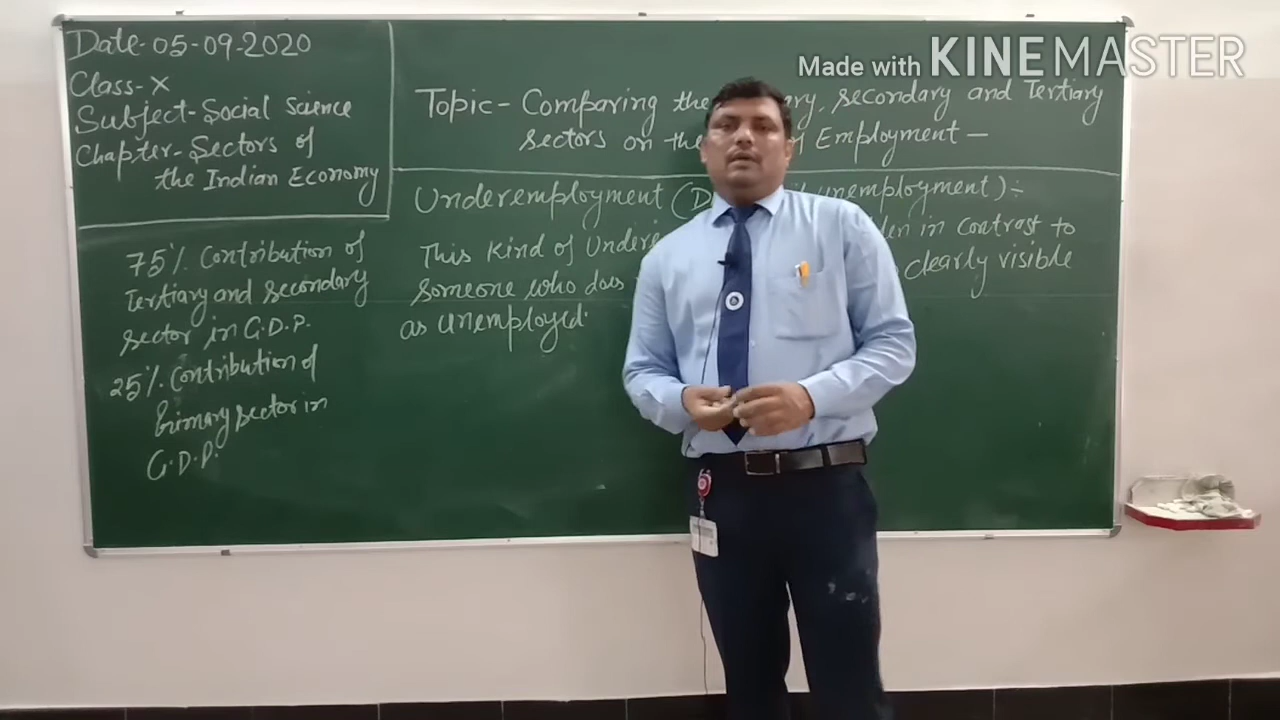 Made with KINEMASTER
Date-05-09-2020
Class-X
Subject-Social Science
Chapter-Sectors of
the Indian Economy
75% Contribution of
Tertiary and Secondary
sector in G.D.P.
25% Contribution of
Primary sector in
G.D.P.
Topic- Comparing the secondary and Tertiary
sectors on the Employment-
Underemployment ( unemployment):-
This kind of in contrast to
someone who does clearly visible
as unemployed.